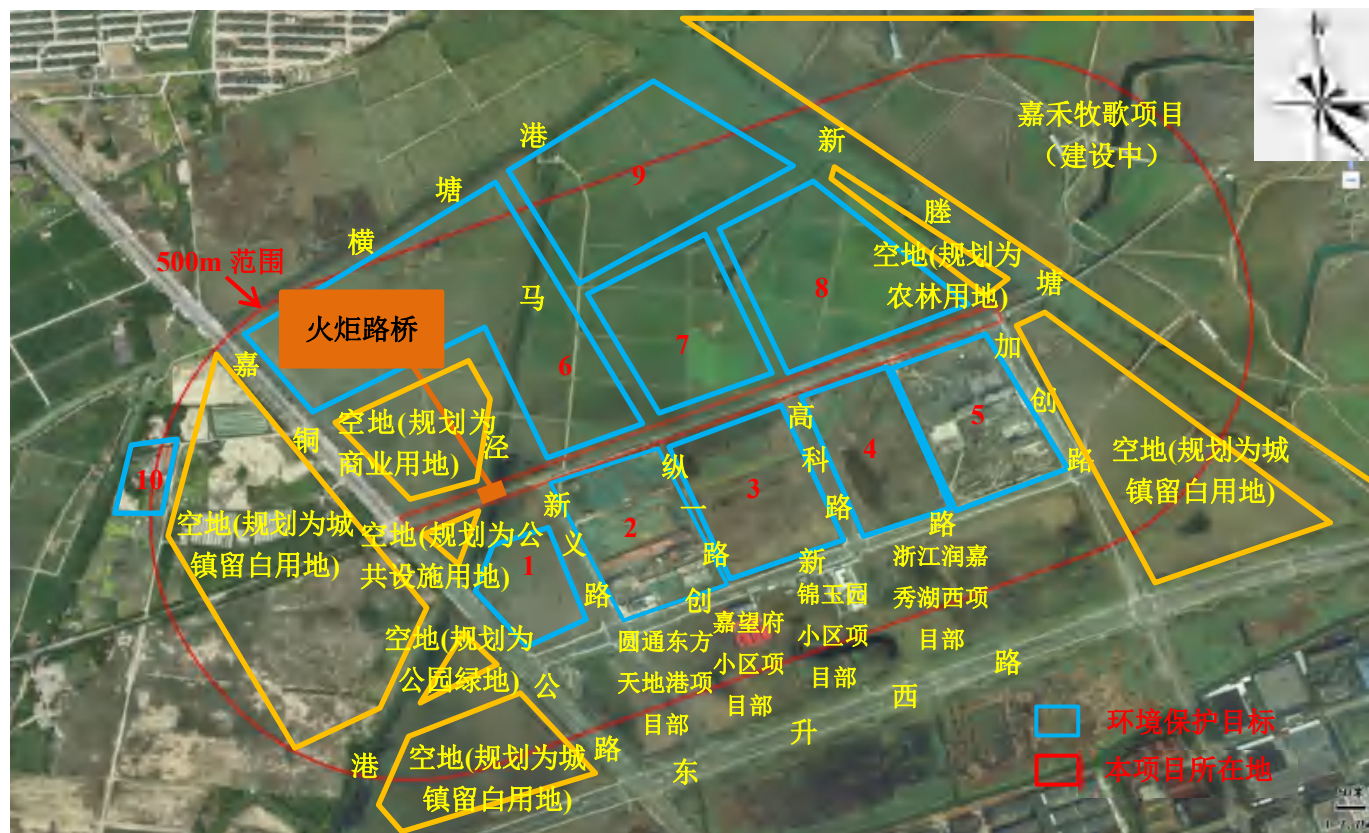 嘉禾牧歌项目
（建设中）
港
塘
横
新
塍
塘
9
500m 范围
火炬路桥
马
空地(规划为
农林用地)
8
嘉
铜
6
7
加
创
路
高
科
路
4
5
空地(规划为
商业用地)
泾
纵
一
路
3
10
空地(规划为城
镇留白用地)
空地(规划为城
镇留白用地)
空地(规划为公
共设施用地)
1
新
义
路
2
创
新
路
浙江润嘉
秀湖西项
目部
锦玉园
小区项
目部
嘉望府
小区项
目部
圆通东方
天地港项
目部
空地(规划为
公园绿地)
公
路
港
空地(规划为城
镇留白用地)
东
升
西
路
环境保护目标
本项目所在地